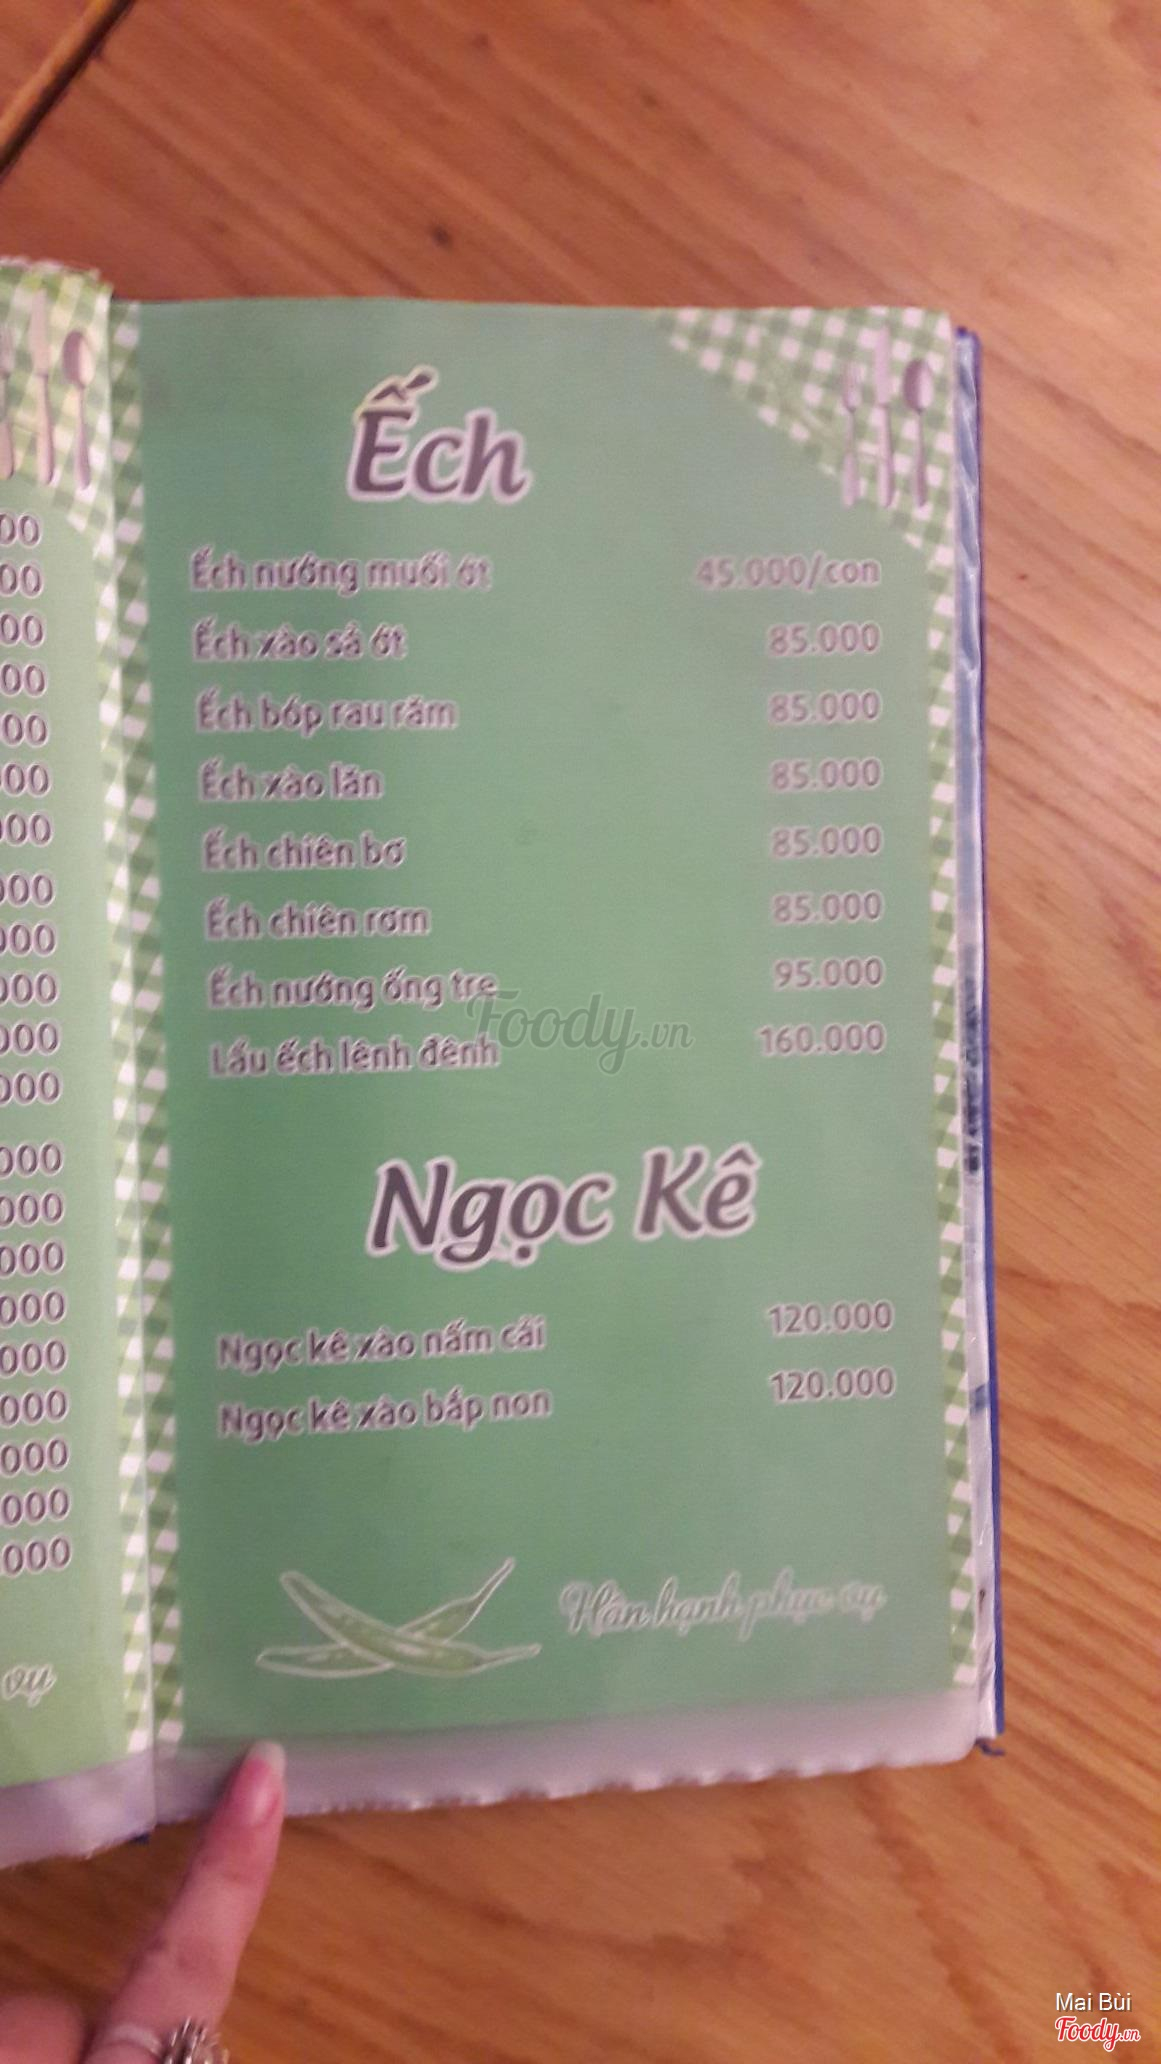 Ếch
Ếch nướng muối ớt 45.000/con
Ếch xào sả ớt 85.000
Ếch bóp rau răm 85.000
Ếch xào lăn 85.000
Ếch chiên bơ 85.000
Ếch chiên rơm 85.000
Ếch nướng ống tre 95.000
Lẩu ếch lênh đênh 160.000
Foody.vn
Ngọc Kê
Ngọc kê xào nấm cải 120.000
Ngọc kê xào bắp non 120.000
Hân hạnh phục vụ
vụ
Mai Bùi
Foody.vn